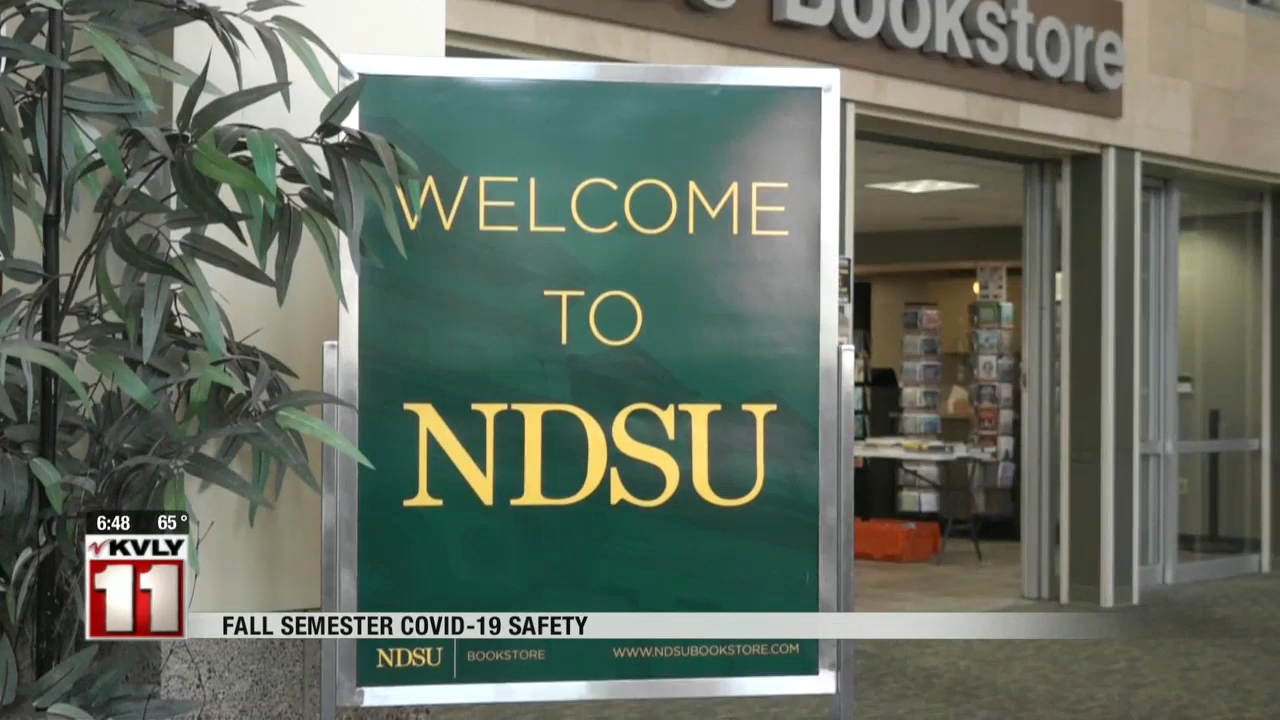 Bookstore
WELCOME
TO
NDSU
6:48 65°
KVLY
11
FALL SEMESTER COVID-19 SAFETY
NDSU BOOKSTORE WWW.NDSUBOOKSTORE.COM